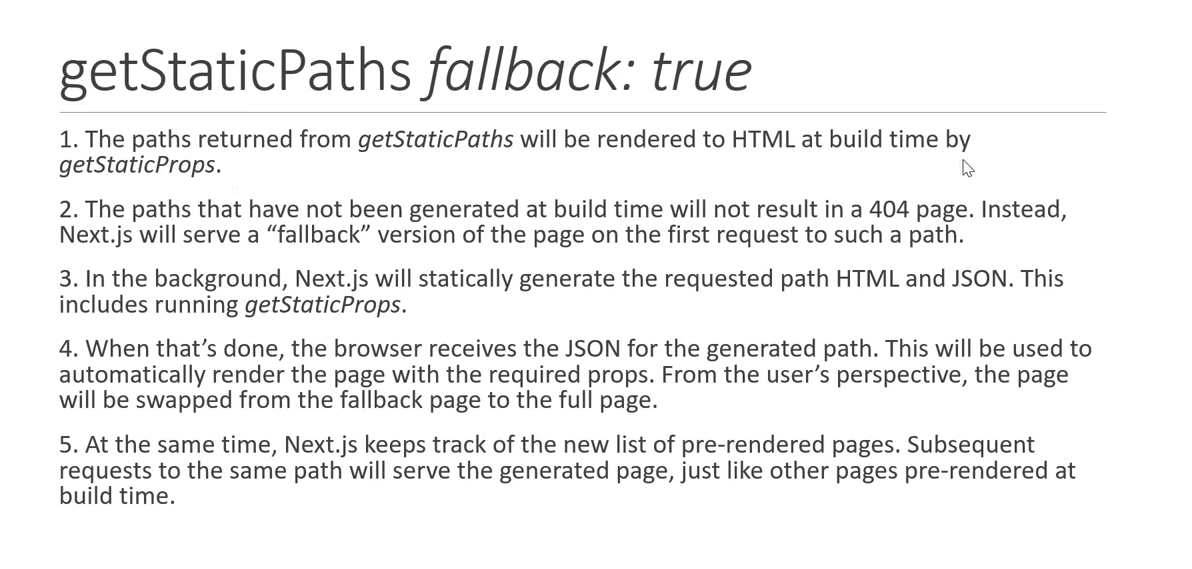 getStaticPaths fallback: true
1. The paths returned from getStaticPaths will be rendered to HTML at build time by
getStaticProps.
2. The paths that have not been generated at build time will not result in a 404 page. Instead,
Next.js will serve a “fallback” version of the page on the first request to such a path.
3. In the background, Next.js will statically generate the requested path HTML and JSON. This
includes running getStaticProps.
4. When that’s done, the browser receives the JSON for the generated path. This will be used to
automatically render the page with the required props. From the user’s perspective, the page
will be swapped from the fallback page to the full page.
5. At the same time, Next.js keeps track of the new list of pre-rendered pages. Subsequent
requests to the same path will serve the generated page, just like other pages pre-rendered at
build time.